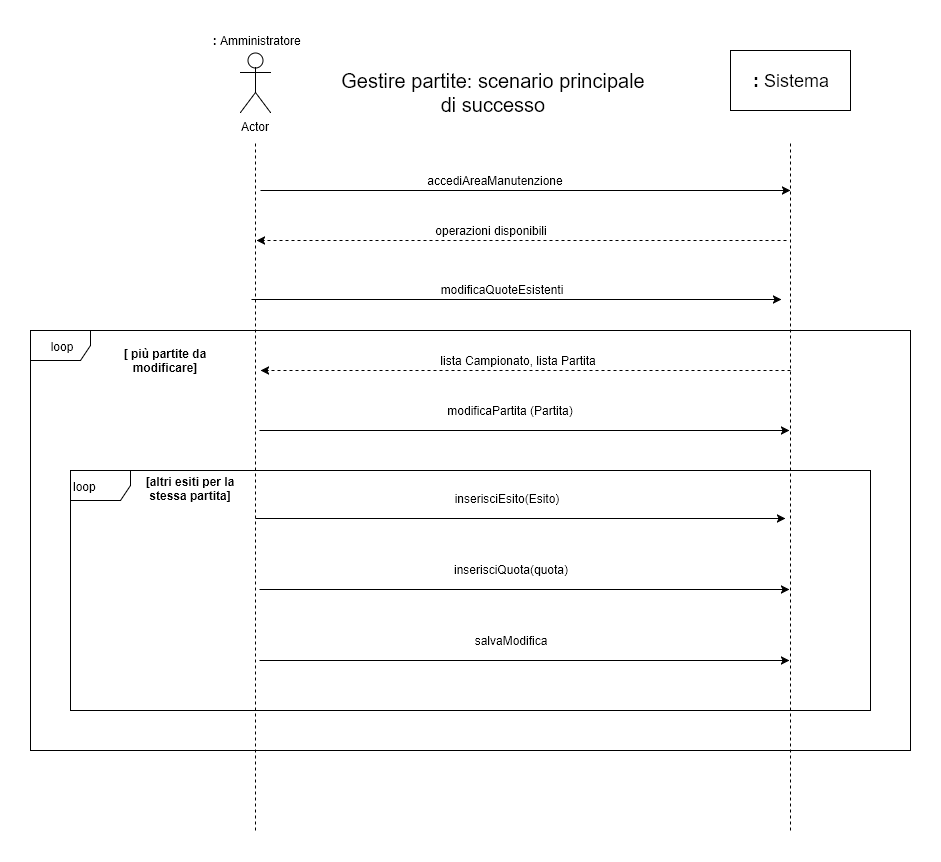 : Amministratore
Gestire partite: scenario principale
di successo
: Sistema
Actor
accediAreaManutenzione
operazioni disponibili
modificaQuoteEsistenti
loop
[ più partite da
modificare]
lista Campionato, lista Partita
modificaPartita (Partita)
loop
[altri esiti per la
stessa partita]
inserisciEsito(Esito)
inserisciQuota(quota)
salvaModifica